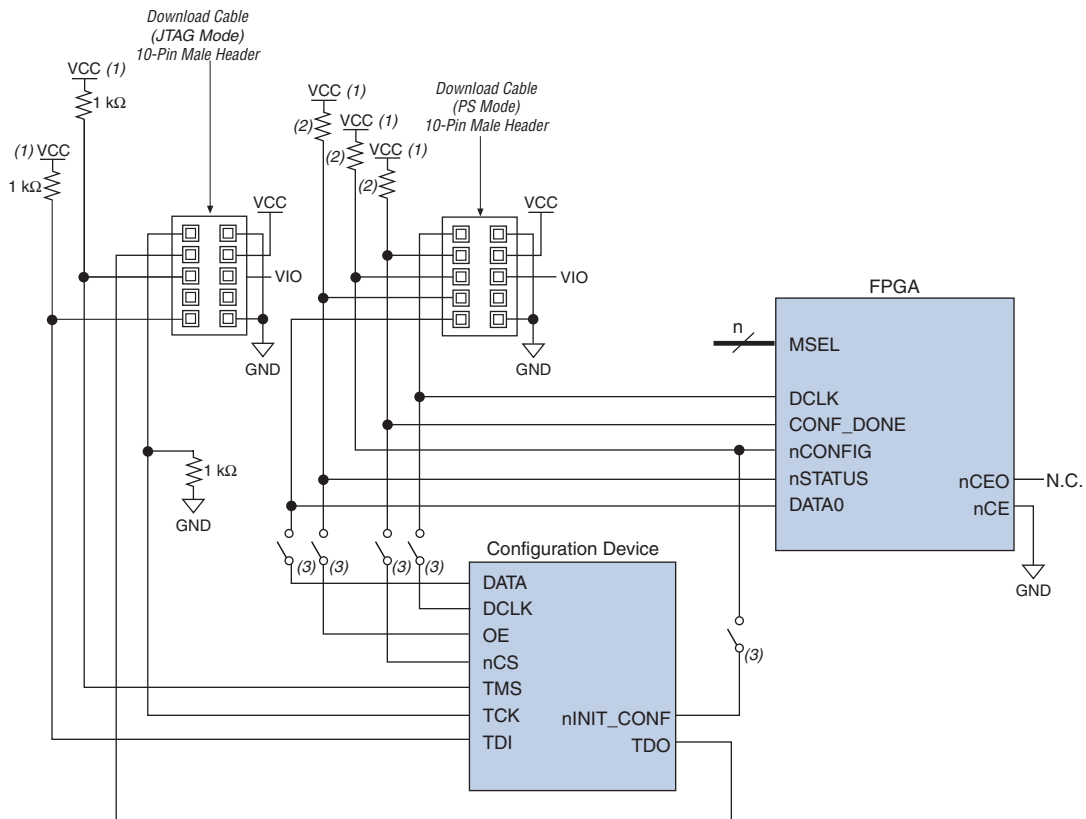 Download Cable
(JTAG Mode)
10-Pin Male Header
VCC (1)
1 kΩ
(1) VCC
1 kΩ
VCC
VIO
GND
1 kΩ
GND
Download Cable
(PS Mode)
10-Pin Male Header
VCC (1)
(2)
VCC (1)
(2)
VCC (1)
(2)
VCC
VIO
GND
FPGA
n
MSEL
DCLK
CONF_DONE
nCONFIG
nSTATUS
DATA0
nCEO
N.C.
nCE
GND
(3)
(3)
(3)
(3)
(3)
Configuration Device
DATA
DCLK
OE
nCS
TMS
TCK
TDI
nINIT_CONF
TDO